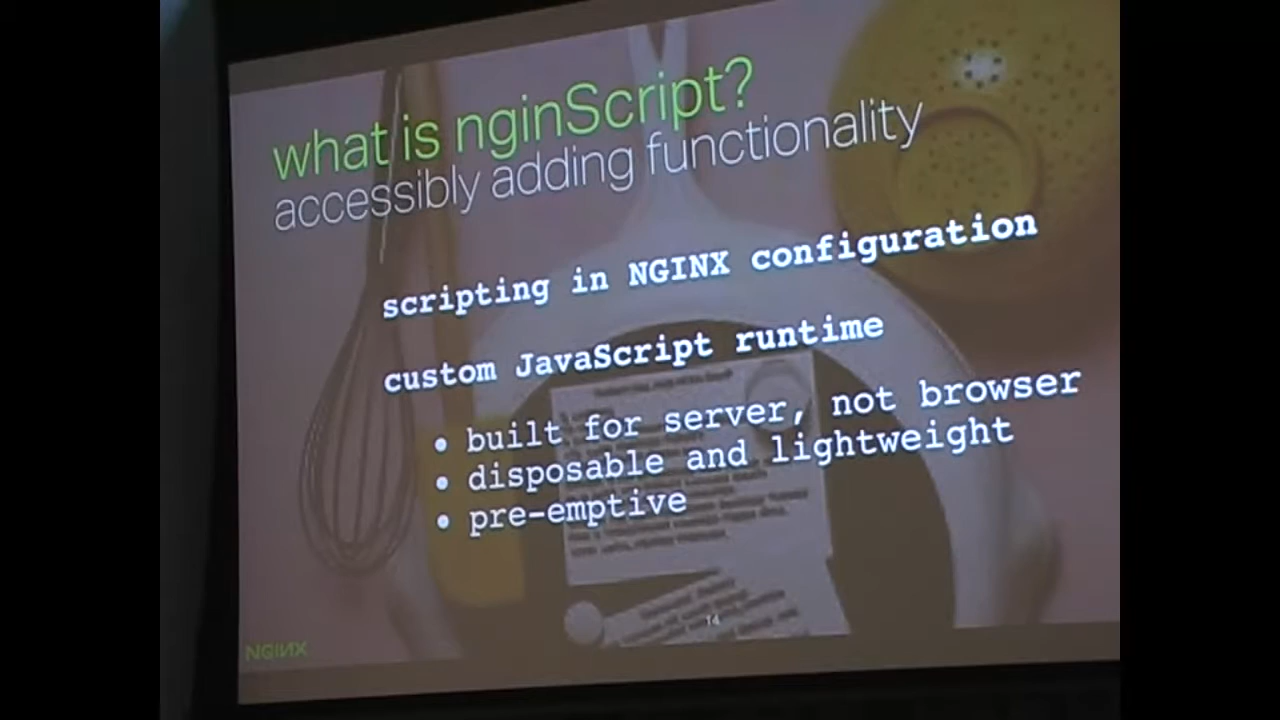 what is nginScript?
accessibly adding functionality
scripting in NGINX configuration
custom JavaScript runtime
• built for server, not browser
• disposable and lightweight
• pre-emptive
14
NGINX